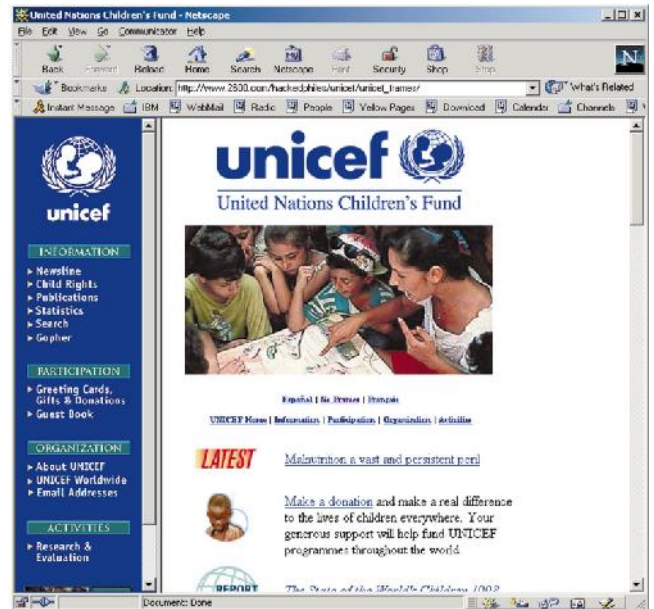 United Nations Children's Fund - Netscape
File Edit View Go Communicator Help
Back Forward Reload Home Search Netscape Print Security Shop Stop
N
Bookmarks Location: http://www.2600.com/hackedphiles/unicef/unicef_frames/ What's Related
Instant Message IBM WebMail Radio People Yellow Pages Download Calendar Channels
unicef
INFORMATION
Newsline
Child Rights
Publications
Statistics
Search
Gopher
PARTICIPATION
Greeting Cards,
Gifts & Donations
Guest Book
ORGANIZATION
About UNICEF
UNICEF Worldwide
Email Addresses
ACTIVITIES
Research &
Evaluation
unicef
United Nations Children's Fund
Español | No Frames | Français
UNICEF Home | Information | Participation | Organization | Activities
LATEST
Malnutrition a vast and persistent peril
Make a donation and make a real difference
to the lives of children everywhere. Your
generous support will help fund UNICEF
programmes throughout the world.
REPORT
The State of the World's Children 1998
Document: Done